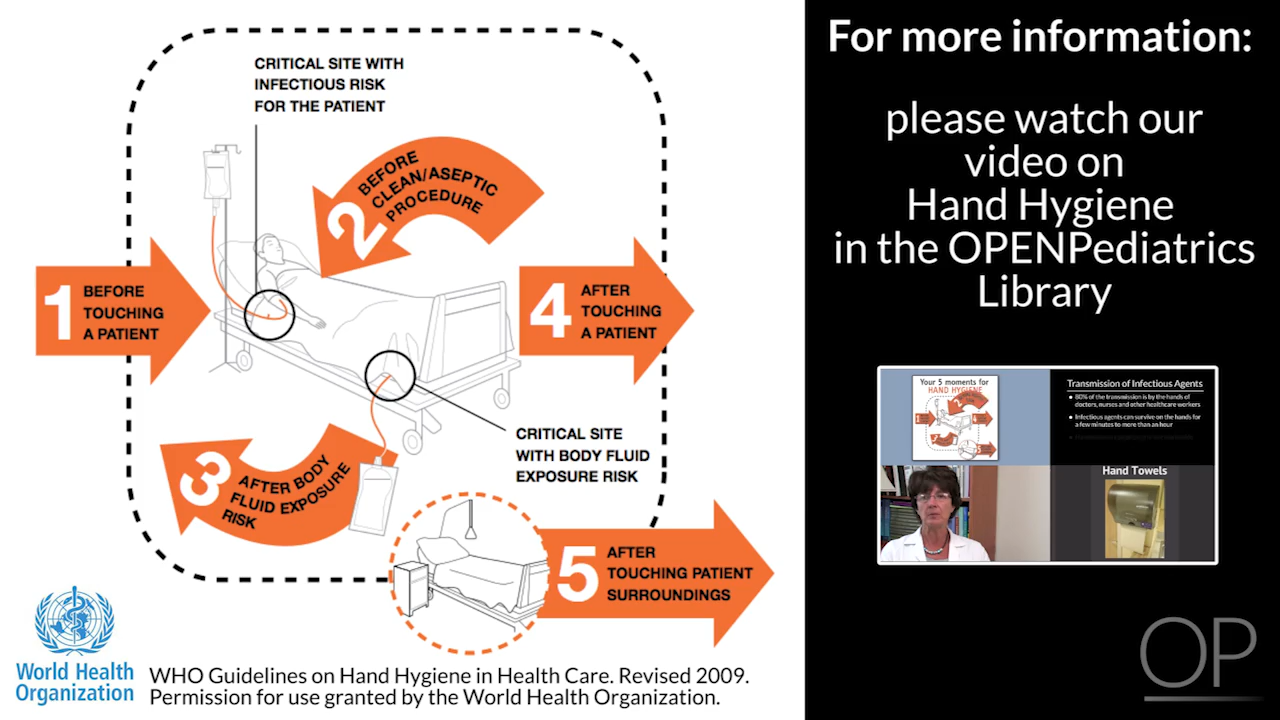 CRITICAL SITE WITH
INFECTIOUS RISK
FOR THE PATIENT
2
BEFORE
CLEAN/ASEPTIC
PROCEDURE
1
BEFORE
TOUCHING
A PATIENT
4
AFTER
TOUCHING
A PATIENT
3
AFTER BODY
FLUID EXPOSURE
RISK
CRITICAL SITE
WITH BODY FLUID
EXPOSURE RISK
5
AFTER
TOUCHING PATIENT
SURROUNDINGS
World Health
Organization
WHO Guidelines on Hand Hygiene in Health Care. Revised 2009.
Permission for use granted by the World Health Organization.
For more information:
please watch our
video on
Hand Hygiene
in the OPENPediatrics
Library
Your 5 moments for
HAND HYGIENE
Transmission of Infectious Agents
80% of the transmission is by the hands of
doctors, nurses and other healthcare workers
Infectious agents can survive on the hands for
a few minutes to more than an hour
Hand Towels
OP